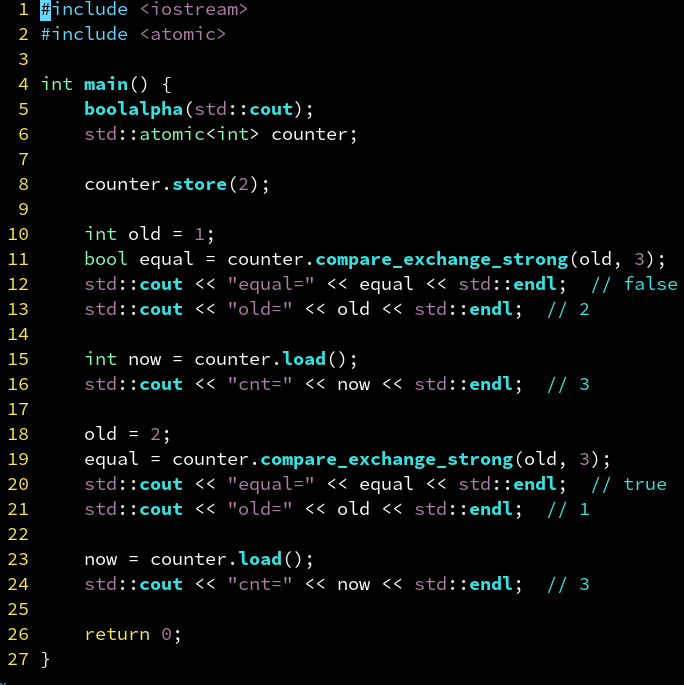 1 #include <iostream>
2 #include <atomic>
3
4 int main() {
5     boolalpha(std::cout);
6     std::atomic<int> counter;
7
8     counter.store(2);
9
10     int old = 1;
11     bool equal = counter.compare_exchange_strong(old, 3);
12     std::cout << "equal=" << equal << std::endl;  // false
13     std::cout << "old=" << old << std::endl;  // 2
14
15     int now = counter.load();
16     std::cout << "cnt=" << now << std::endl;  // 3
17
18     old = 2;
19     equal = counter.compare_exchange_strong(old, 3);
20     std::cout << "equal=" << equal << std::endl;  // true
21     std::cout << "old=" << old << std::endl;  // 1
22
23     now = counter.load();
24     std::cout << "cnt=" << now << std::endl;  // 3
25
26     return 0;
27 }